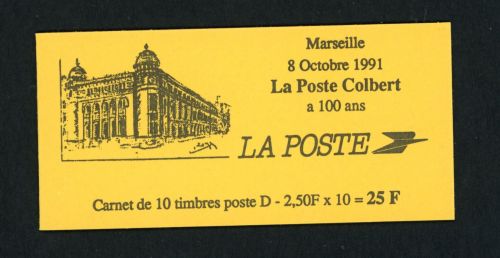 Marseille
8 Octobre 1991
La Poste Colbert
a 100 ans
LA POSTE
Carnet de 10 timbres poste D - 2,50F x 10 = 25 F